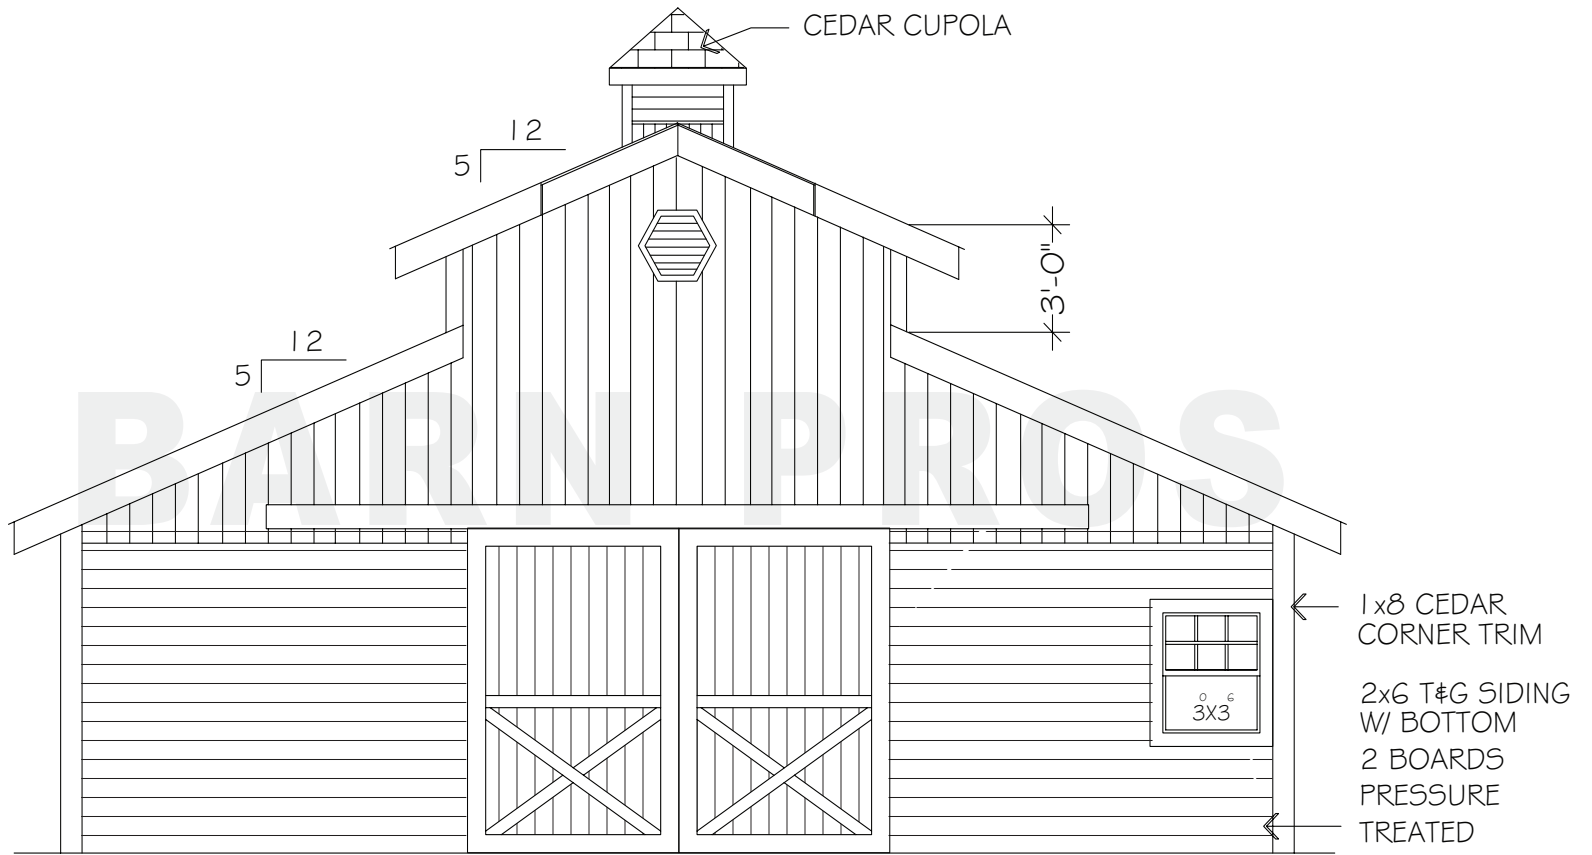 CEDAR CUPOLA
12
5
3'-0"
12
5
BARN PROS
1x8 CEDAR
CORNER TRIM
2x6 T&G SIDING
W/ BOTTOM
2 BOARDS
PRESSURE
TREATED
0 6
3X3